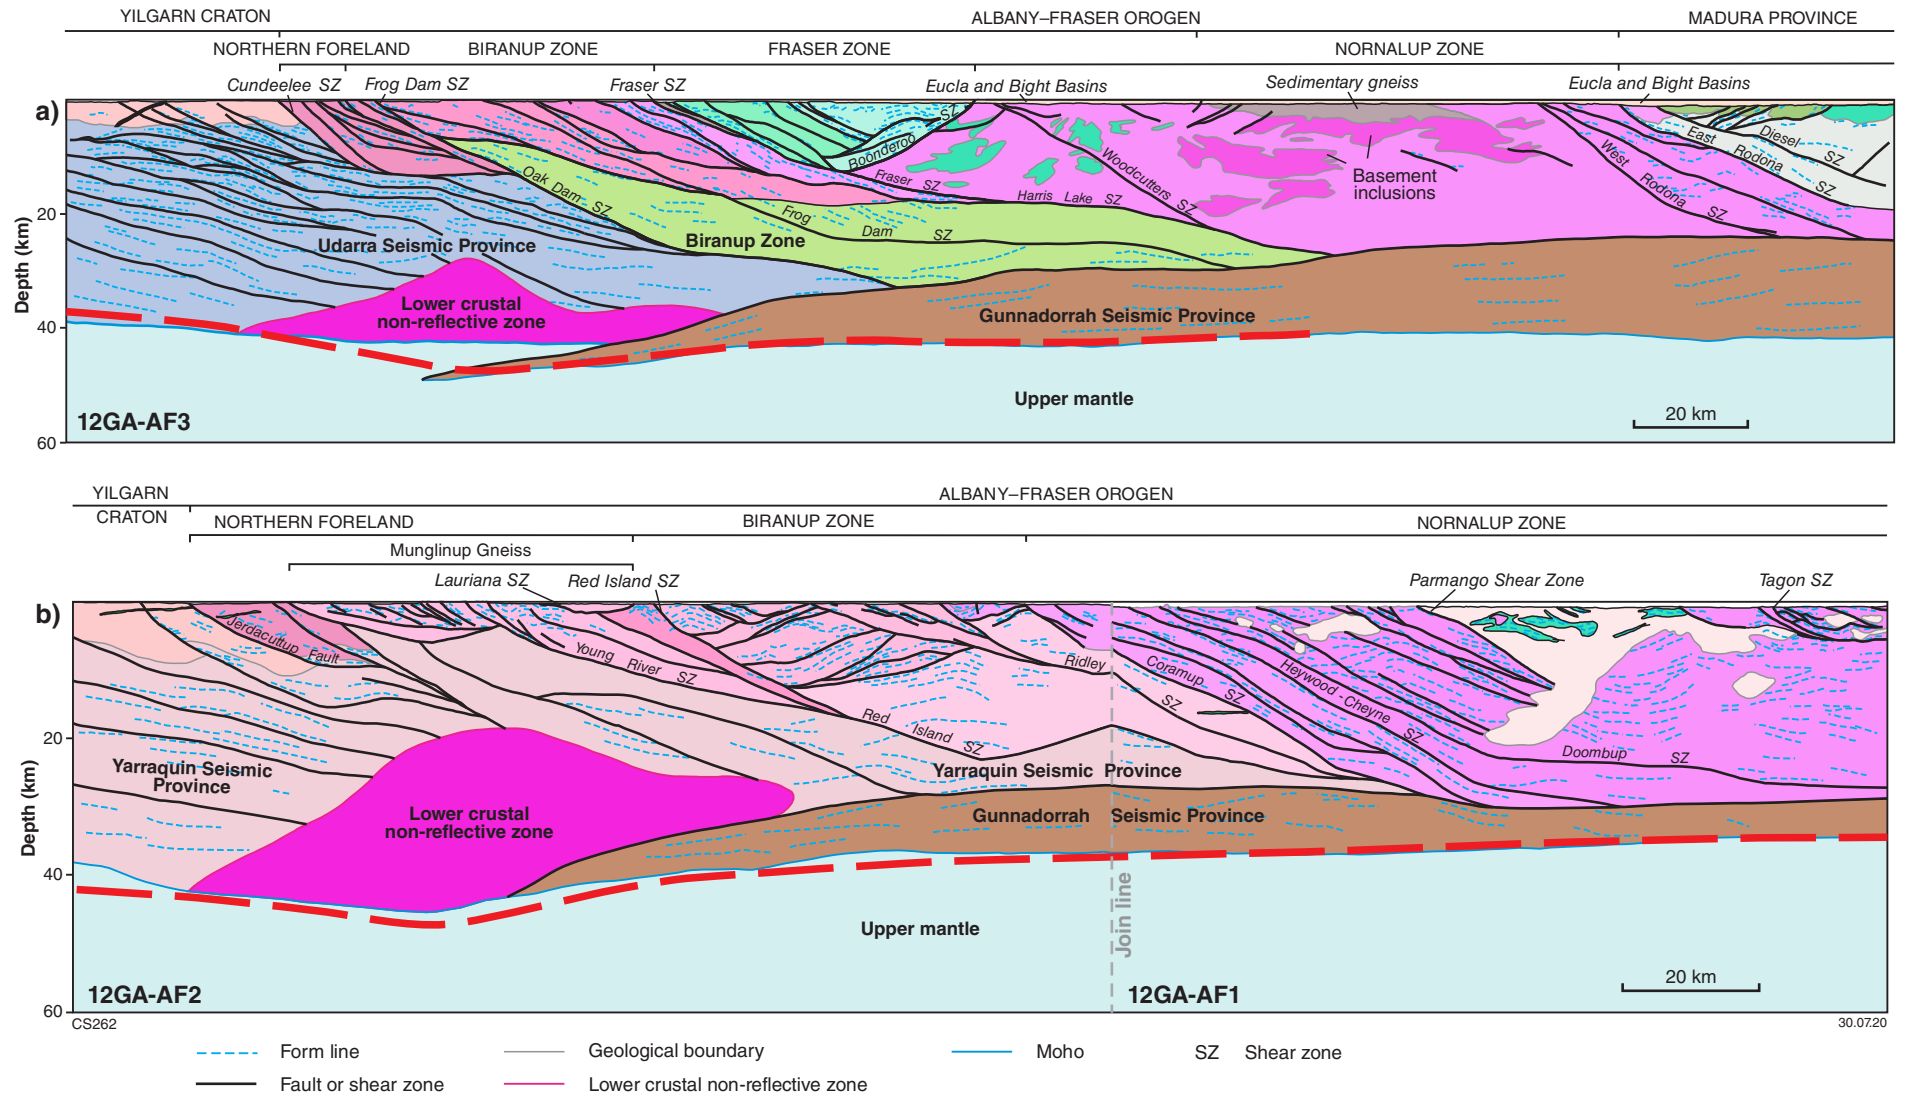 YILGARN CRATON
ALBANY–FRASER OROGEN
MADURA PROVINCE
NORTHERN FORELAND
BIRANUP ZONE
FRASER ZONE
NORNALUP ZONE
Cundeelee SZ
Frog Dam SZ
Fraser SZ
Eucla and Bight Basins
Sedimentary gneiss
Eucla and Bight Basins
a)
SZ
Boonderoo
Fraser SZ
Harris Lake SZ
Woodcutters SZ
Basement
inclusions
West
Rodona
SZ
East
Rodona
SZ
Diesel
SZ
Oak Dam SZ
Frog
Dam
SZ
20
Udarra Seismic Province
Biranup Zone
Depth (km)
Lower crustal
non-reflective zone
Gunnadorrah Seismic Province
40
Upper mantle
20 km
12GA-AF3
60
YILGARN
CRATON
ALBANY–FRASER OROGEN
NORTHERN FORELAND
BIRANUP ZONE
NORNALUP ZONE
Munglinup Gneiss
Lauriana SZ
Red Island SZ
Parmango Shear Zone
Tagon SZ
b)
Jerdacuttup Fault
Young River SZ
Ridley
SZ
Coramup
SZ
Heywood - Cheyne
SZ
Red
Island
SZ
Doombup
SZ
20
Yarraquin Seismic
Province
Yarraquin Seismic Province
Depth (km)
Lower crustal
non-reflective zone
Gunnadorrah Seismic Province
40
Join line
Upper mantle
20 km
12GA-AF2
12GA-AF1
60
CS262
30.07.20
Form line
Geological boundary
Moho
SZ Shear zone
Fault or shear zone
Lower crustal non-reflective zone